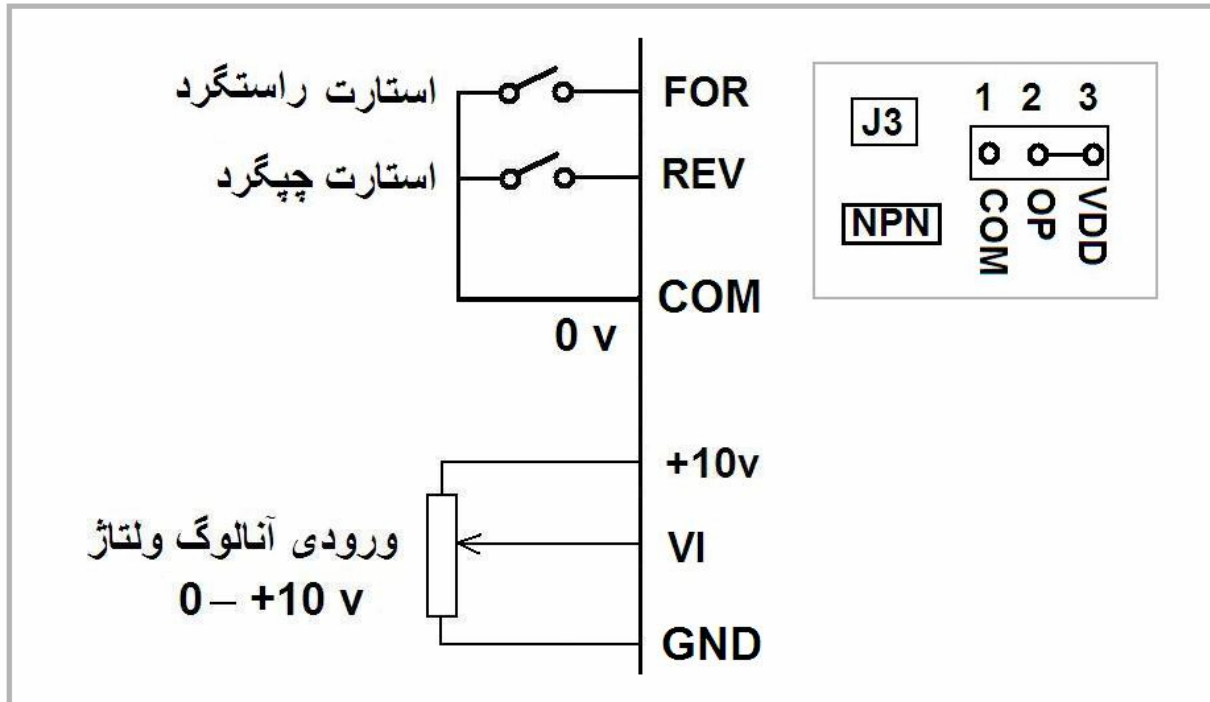 استارت راستگرد
FOR
استارت چپگرد
REV
COM
0 v
J3
NPN
1 2 3
COM
OP
VDD
+10v
ورودی آنالوگ ولتاژ
0 – +10 v
VI
GND